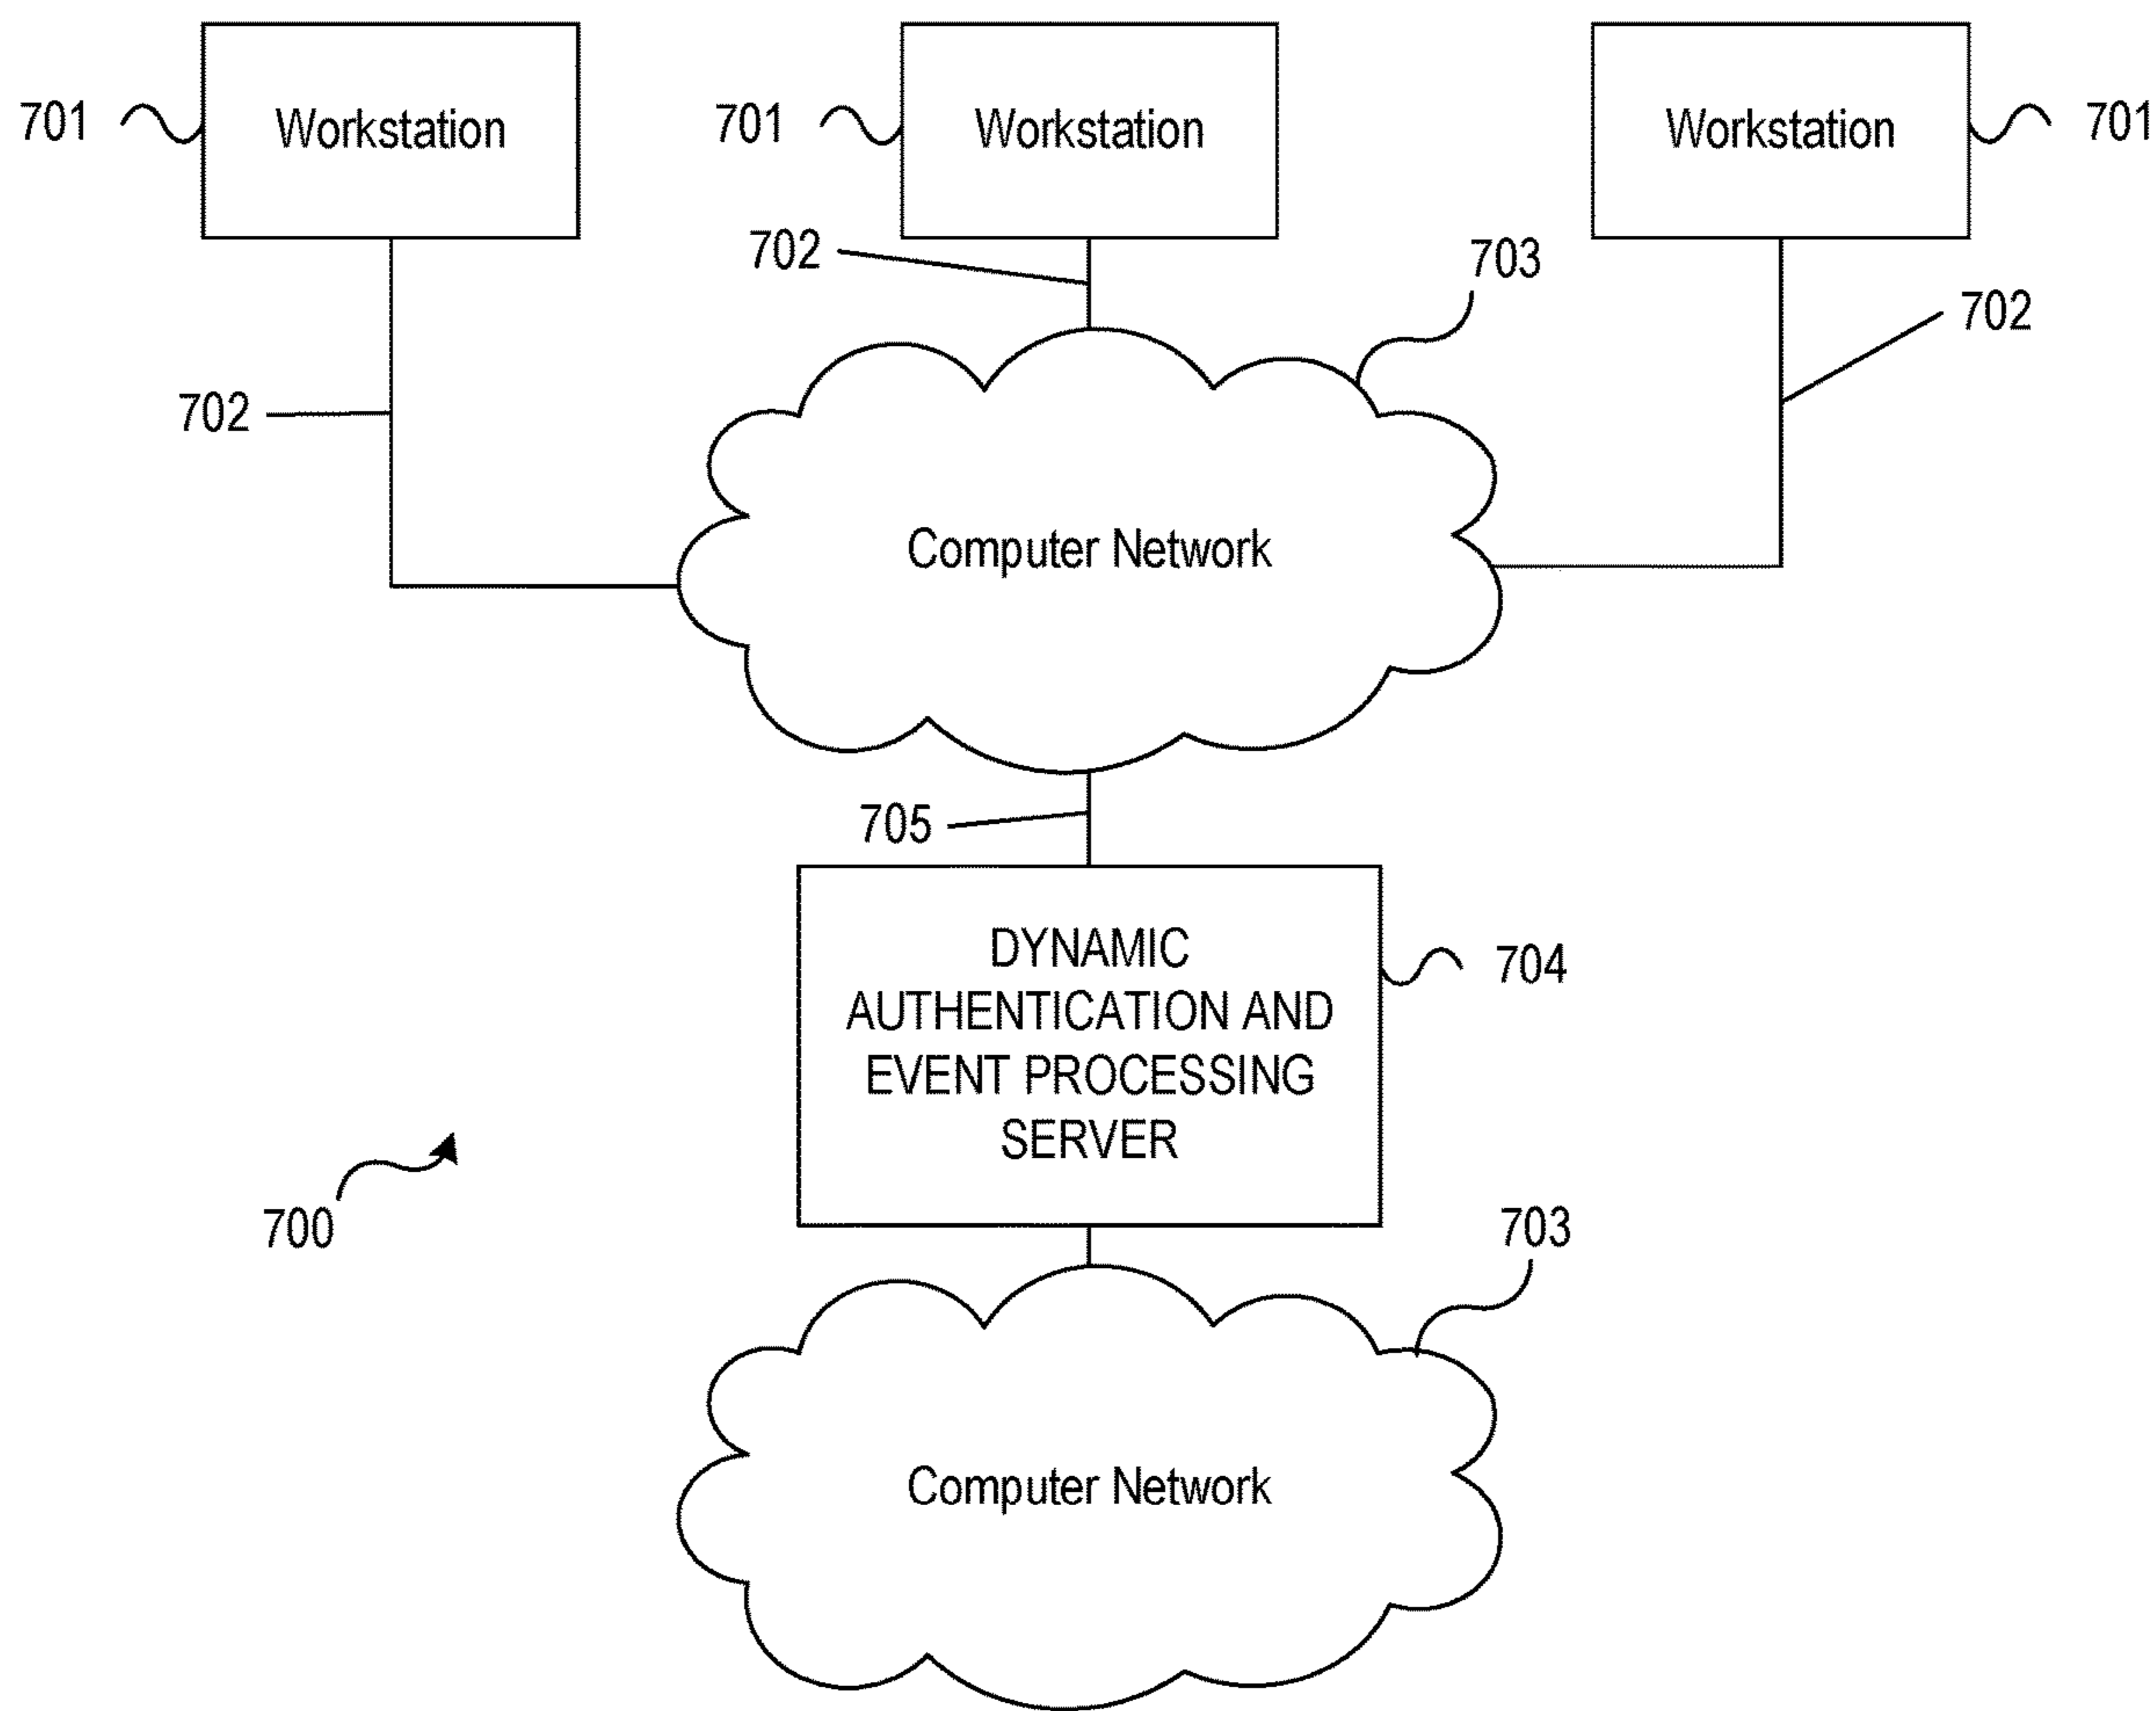 701
Workstation
701
Workstation
Workstation
701
702
703
702
702
Computer Network
705
DYNAMIC
AUTHENTICATION AND
EVENT PROCESSING
SERVER
704
700
703
Computer Network